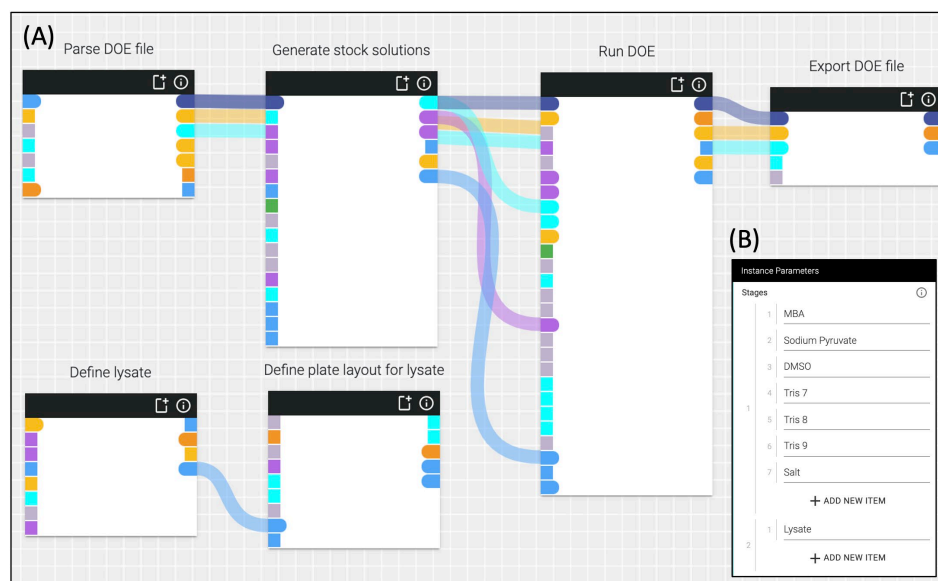 (A)
Parse DOE file
Generate stock solutions
Run DOE
Export DOE file
Define lysate
Define plate layout for lysate
(B)
Instance Parameters
Stages
1
1 MBA
2 Sodium Pyruvate
3 DMSO
4 Tris 7
5 Tris 8
6 Tris 9
7 Salt
+ ADD NEW ITEM
2
1 Lysate
+ ADD NEW ITEM